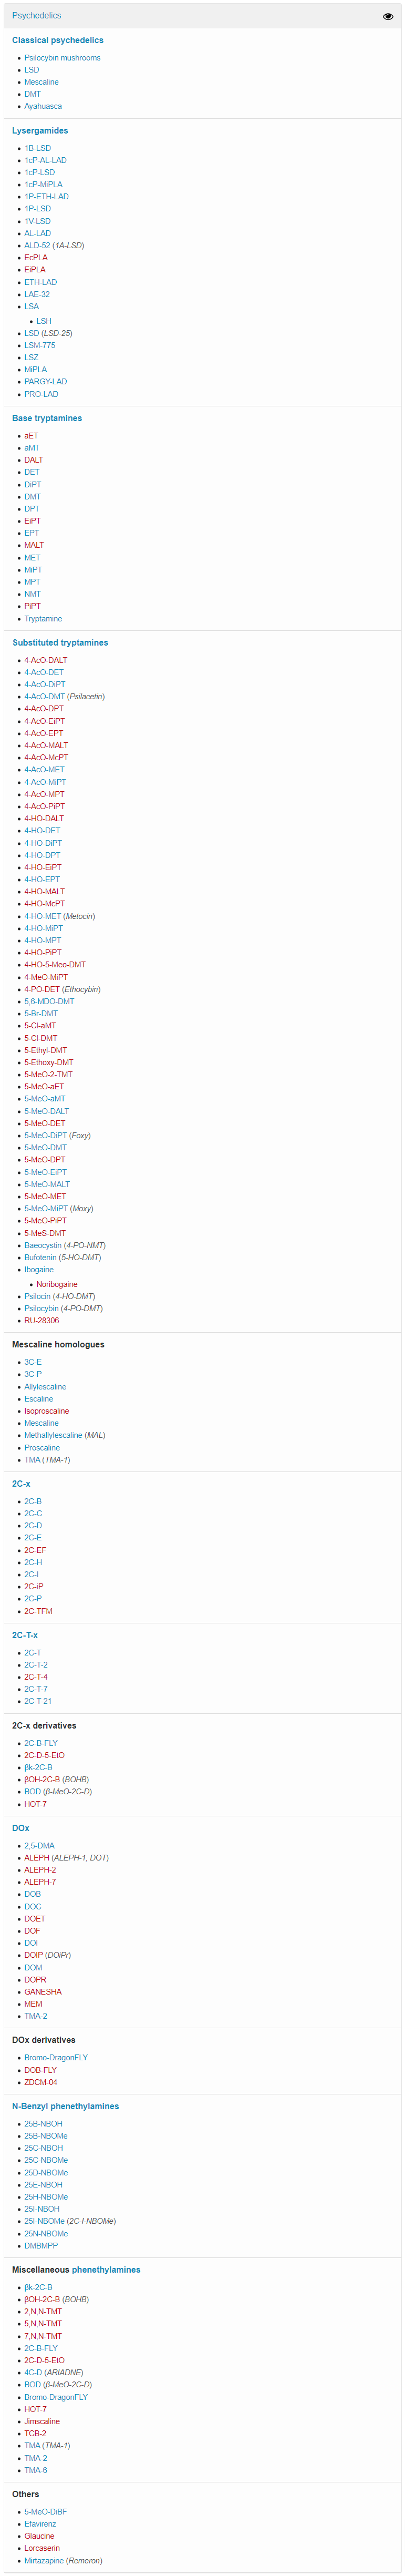 Psychedelics
Classical psychedelics
Psilocybin mushrooms
LSD
Mescaline
DMT
Ayahuasca
Lysergamides
1B-LSD
1cP-AL-LAD
1cP-LSD
1cP-MiPLA
1P-ETH-LAD
1P-LSD
1V-LSD
AL-LAD
ALD-52 (1A-LSD)
EcPLA
EiPLA
ETH-LAD
LAE-32
LSA
LSH
LSD (LSD-25)
LSM-775
LSZ
MiPLA
PARGY-LAD
PRO-LAD
Base tryptamines
aET
aMT
DALT
DET
DiPT
DMT
DPT
EiPT
EPT
MALT
MET
MiPT
MPT
NMT
PiPT
Tryptamine
Substituted tryptamines
4-AcO-DALT
4-AcO-DET
4-AcO-DiPT
4-AcO-DMT (Psilacetin)
4-AcO-DPT
4-AcO-EiPT
4-AcO-EPT
4-AcO-MALT
4-AcO-McPT
4-AcO-MET
4-AcO-MiPT
4-AcO-MPT
4-AcO-PiPT
4-HO-DALT
4-HO-DET
4-HO-DiPT
4-HO-DPT
4-HO-EiPT
4-HO-EPT
4-HO-MALT
4-HO-McPT
4-HO-MET (Metocin)
4-HO-MiPT
4-HO-MPT
4-HO-PiPT
4-HO-5-Meo-DMT
4-MeO-MiPT
4-PO-DET (Ethocybin)
5,6-MDO-DMT
5-Br-DMT
5-Cl-aMT
5-Cl-DMT
5-Ethyl-DMT
5-Ethoxy-DMT
5-MeO-2-TMT
5-MeO-aET
5-MeO-aMT
5-MeO-DALT
5-MeO-DET
5-MeO-DiPT (Foxy)
5-MeO-DMT
5-MeO-DPT
5-MeO-EiPT
5-MeO-MALT
5-MeO-MET
5-MeO-MiPT (Moxy)
5-MeO-PiPT
5-MeS-DMT
Baeocystin (4-PO-NMT)
Bufotenin (5-HO-DMT)
Ibogaine
Noribogaine
Psilocin (4-HO-DMT)
Psilocybin (4-PO-DMT)
RU-28306
Mescaline homologues
3C-E
3C-P
Allylescaline
Escaline
Isoproscaline
Mescaline
Methallylescaline (MAL)
Proscaline
TMA (TMA-1)
2C-x
2C-B
2C-C
2C-D
2C-E
2C-EF
2C-H
2C-I
2C-iP
2C-P
2C-TFM
2C-T-x
2C-T
2C-T-2
2C-T-4
2C-T-7
2C-T-21
2C-x derivatives
2C-B-FLY
2C-D-5-EtO
βk-2C-B
βOH-2C-B (BOHB)
BOD (β-MeO-2C-D)
HOT-7
DOx
2,5-DMA
ALEPH (ALEPH-1, DOT)
ALEPH-2
ALEPH-7
DOB
DOC
DOET
DOF
DOI
DOIP (DOiPr)
DOM
DOPR
GANESHA
MEM
TMA-2
DOx derivatives
Bromo-DragonFLY
DOB-FLY
ZDCM-04
N-Benzyl phenethylamines
25B-NBOH
25B-NBOMe
25C-NBOH
25C-NBOMe
25D-NBOMe
25E-NBOH
25H-NBOMe
25I-NBOH
25I-NBOMe (2C-I-NBOMe)
25N-NBOMe
DMBMPP
Miscellaneous phenethylamines
βk-2C-B
βOH-2C-B (BOHB)
2,N,N-TMT
5,N,N-TMT
7,N,N-TMT
2C-B-FLY
2C-D-5-EtO
4C-D (ARIADNE)
BOD (β-MeO-2C-D)
Bromo-DragonFLY
HOT-7
Jimscaline
TCB-2
TMA (TMA-1)
TMA-2
TMA-6
Others
5-MeO-DiBF
Efavirenz
Glaucine
Lorcaserin
Mirtazapine (Remeron)